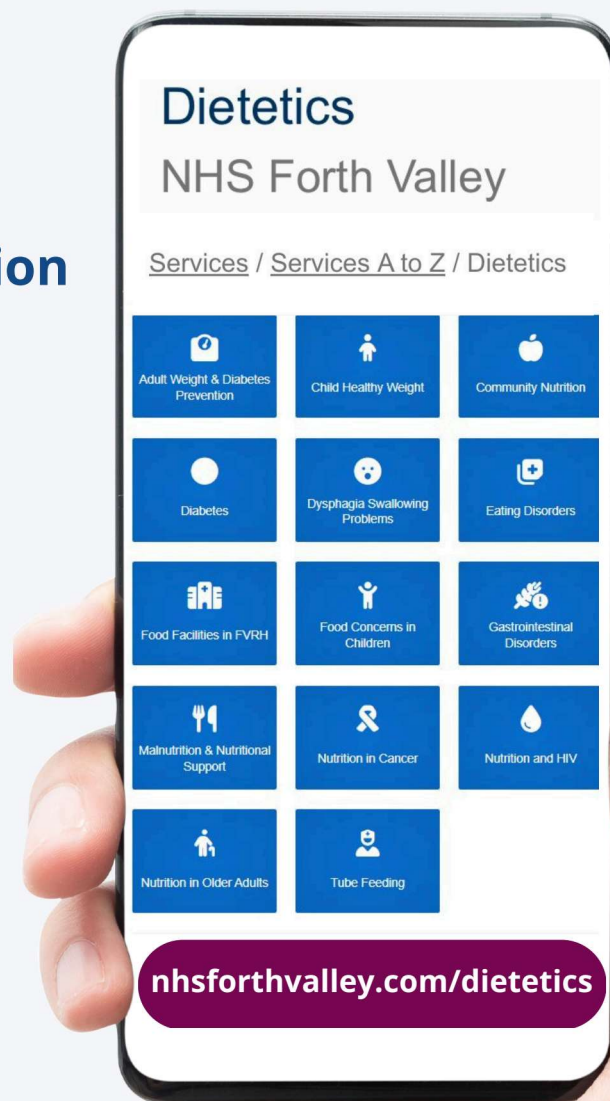 Dietetics
NHS Forth Valley
ion
Services / Services A to Z / Dietetics
Adult Weight & Diabetes
Prevention
Child Healthy Weight
Community Nutrition
Diabetes
Dysphagia Swallowing
Problems
Eating Disorders
Food Facilities in FVRH
Food Concerns in
Children
Gastrointestinal
Disorders
Malnutrition & Nutritional
Support
Nutrition in Cancer
Nutrition and HIV
Nutrition in Older Adults
Tube Feeding
nhsforthvalley.com/dietetics